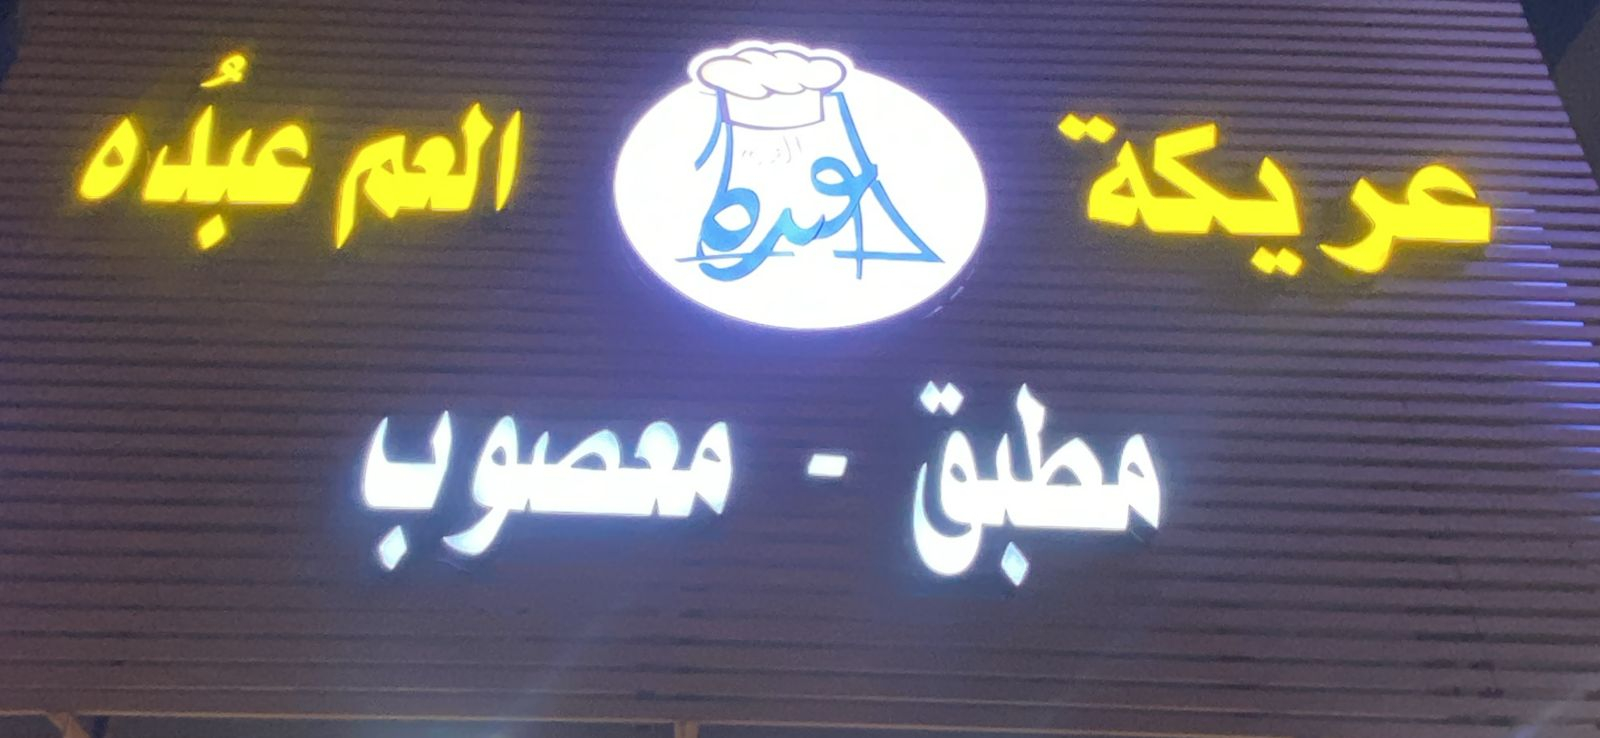 عريكة العم عبُده
مطبق - معصوب